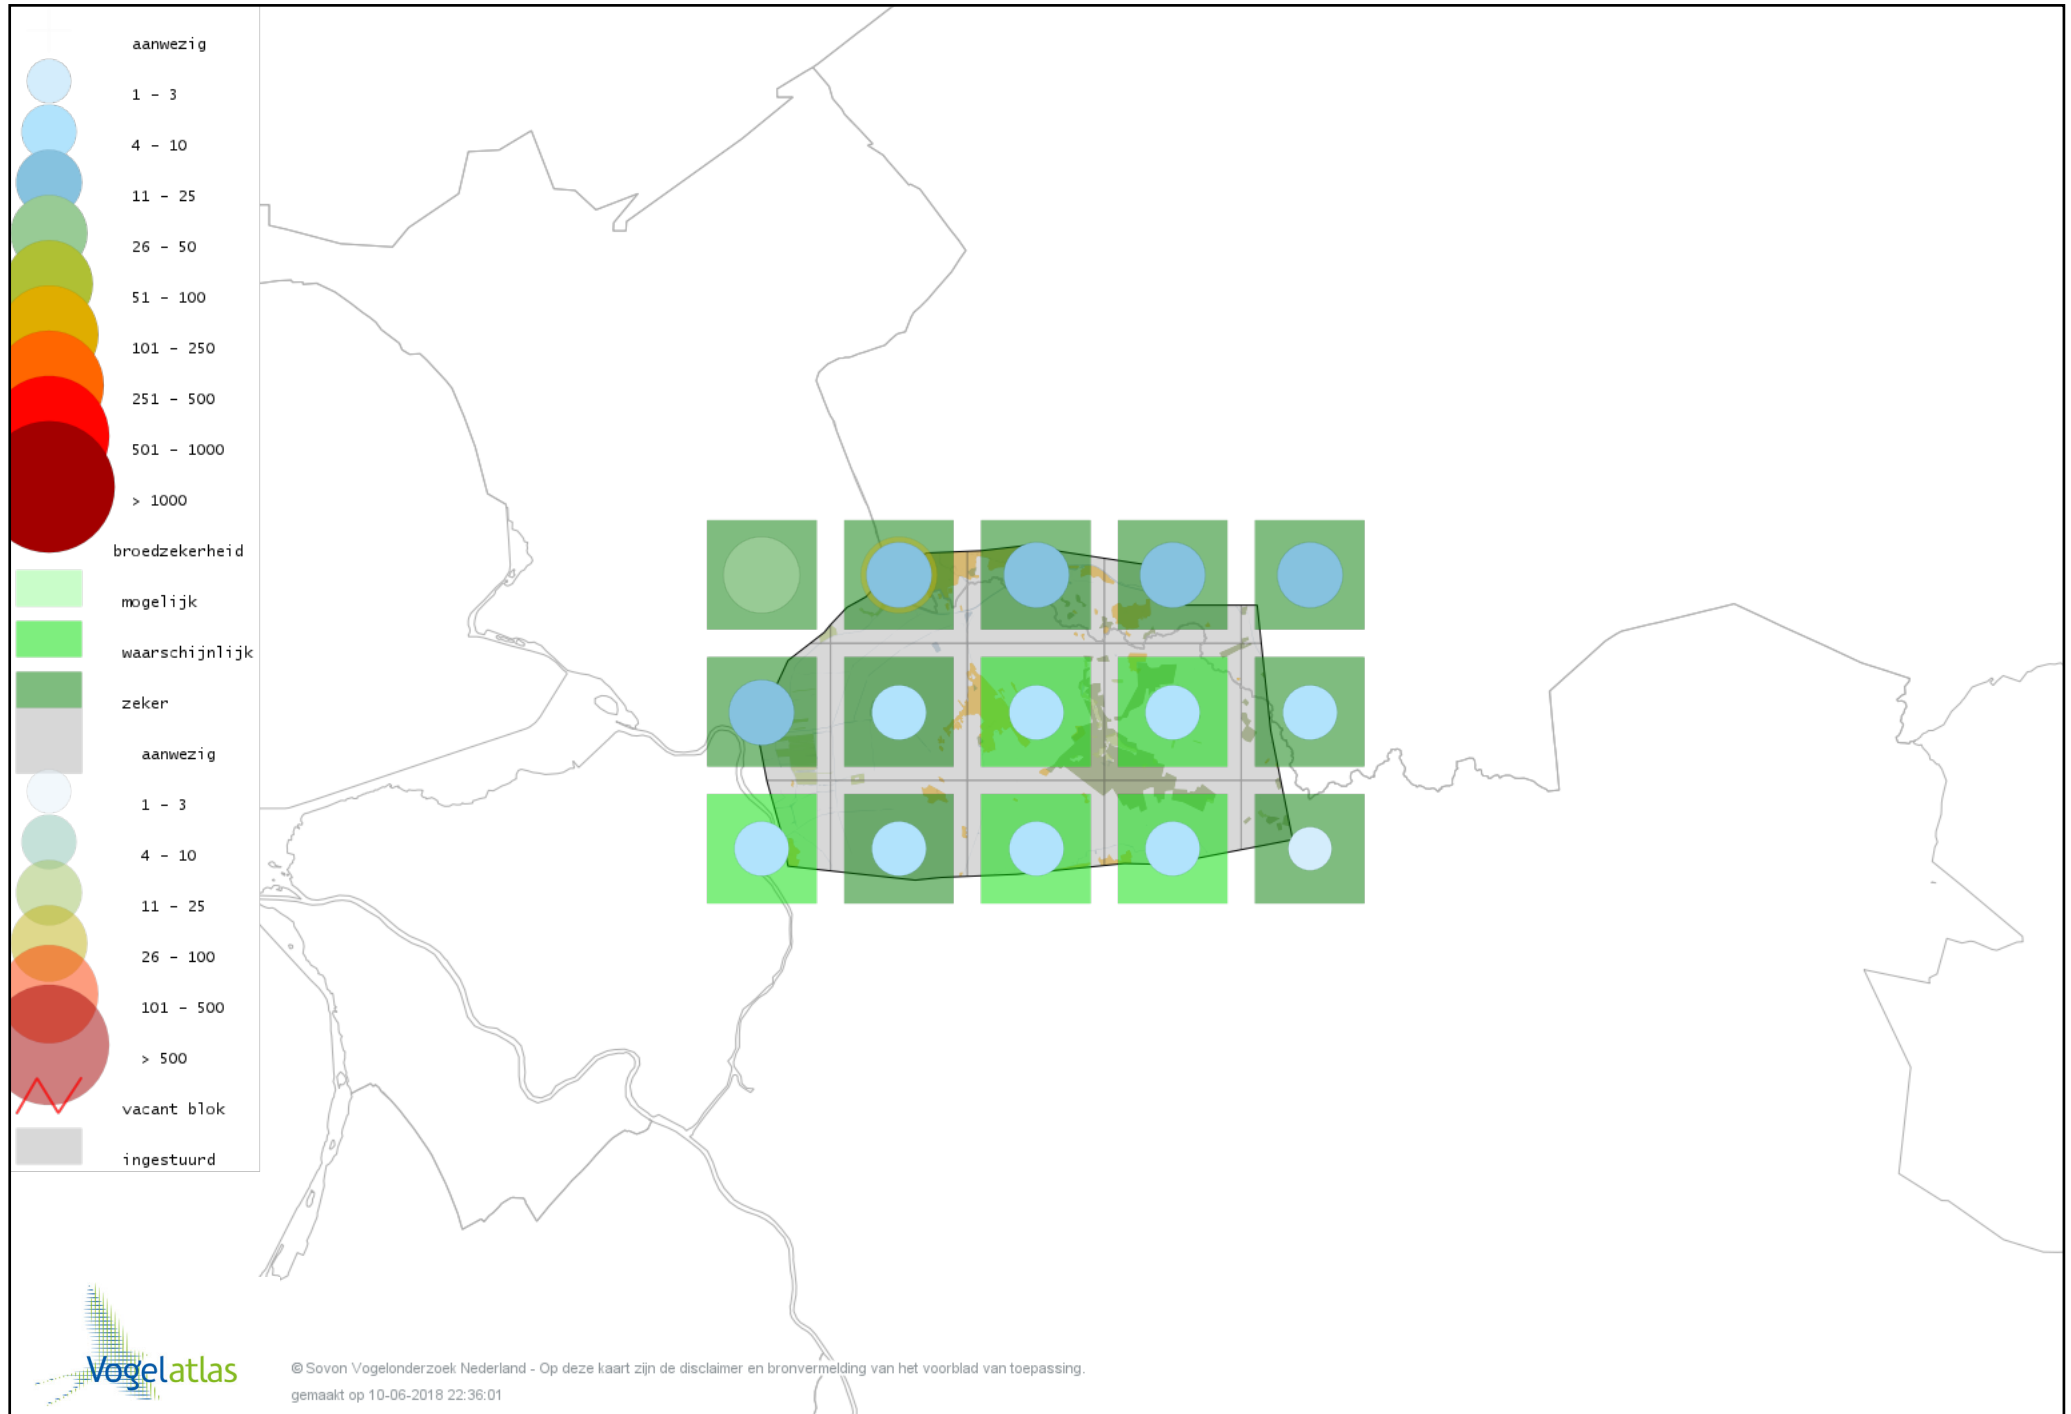 aanwezig
1 - 3
4 - 10
11 - 25
26 - 50
51 - 100
101 - 250
251 - 500
501 - 1000
> 1000
broedzekerheid
mogelijk
waarschijnlijk
zeker
aanwezig
1 - 3
4 - 10
11 - 25
26 - 100
101 - 500
> 500
vacant blok
ingestuurd
Vogelatlas
© Sovon Vogelonderzoek Nederland - Op deze kaart zijn de disclaimer en bronvermelding van het voorblad van toepassing.
gemaakt op 10-06-2018 22:36:01